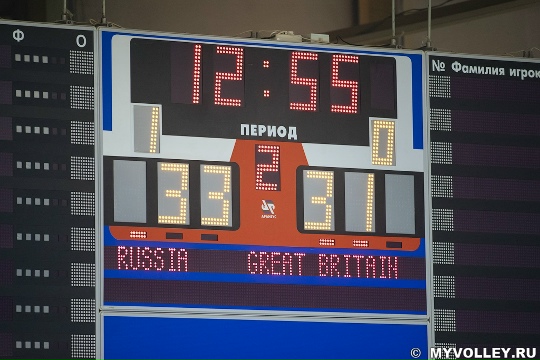 Ф О
12:55
№ Фамилия игрок
ПЕРИОД
1 0
33 2 31
RUSSIA GREAT BRITAIN
© MYVOLLEY.RU